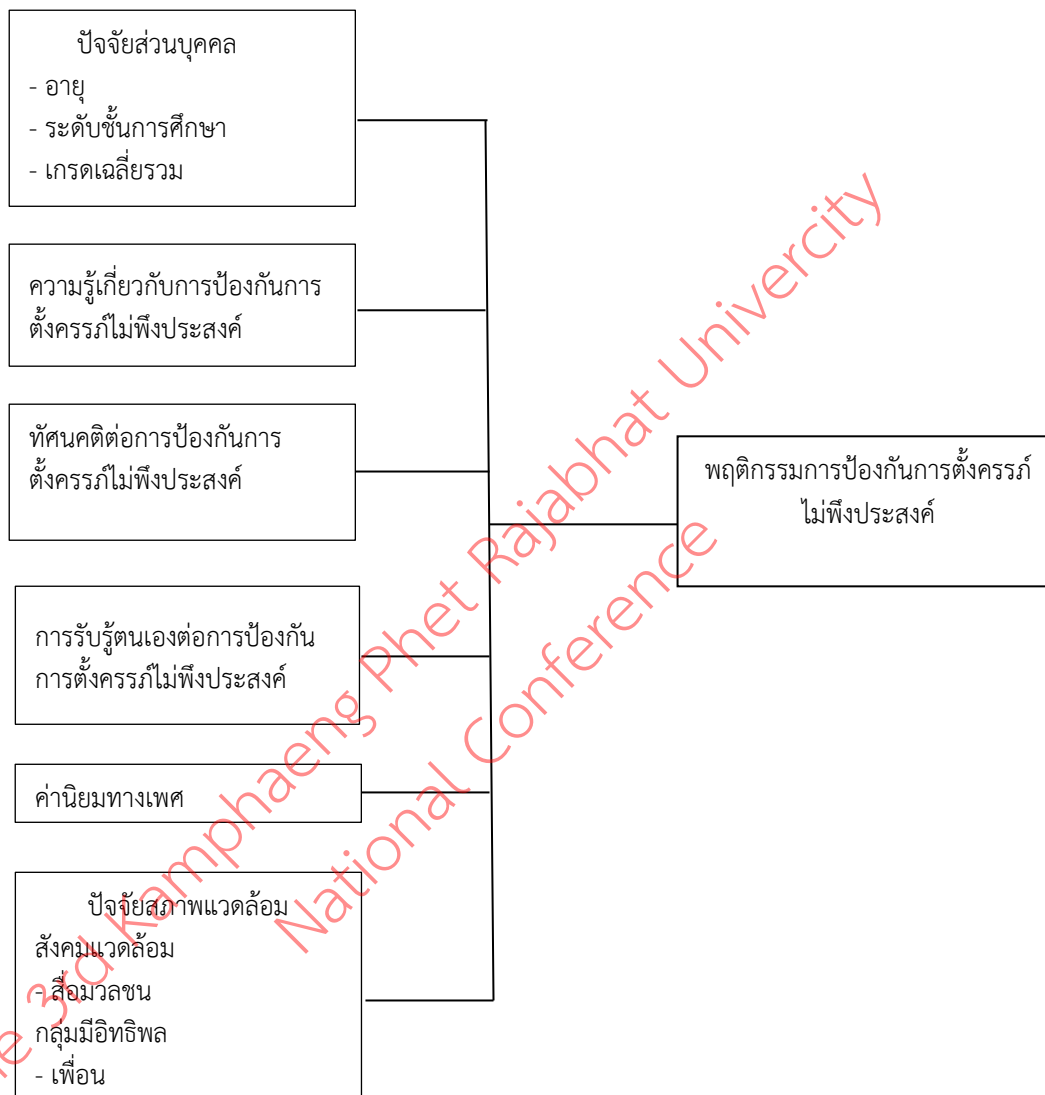 ปัจจัยส่วนบุคคล
- อายุ
- ระดับชั้นการศึกษา
- เกรดเฉลี่ยรวม
ความรู้เกี่ยวกับการป้องกันการ
ตั้งครรภ์ไม่พึงประสงค์
ทัศนคติต่อการป้องกันการ
ตั้งครรภ์ไม่พึงประสงค์
การรับรู้ตนเองต่อการป้องกัน
การตั้งครรภ์ไม่พึงประสงค์
ค่านิยมทางเพศ
ปัจจัยสภาพแวดล้อม
สังคมแวดล้อม
- สื่อมวลชน
กลุ่มมีอิทธิพล
- เพื่อน
พฤติกรรมการป้องกันการตั้งครรภ์
ไม่พึงประสงค์
3rd Kamphaeng Phet Rajabhat Univercity
National Conference